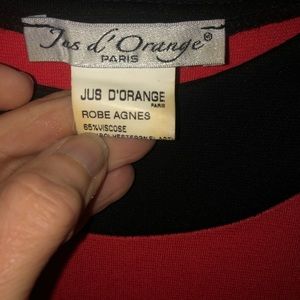 Jus d'Orange®
PARIS
JUS D'ORANGE
PARIS
ROBE AGNES
65%VISCOSE